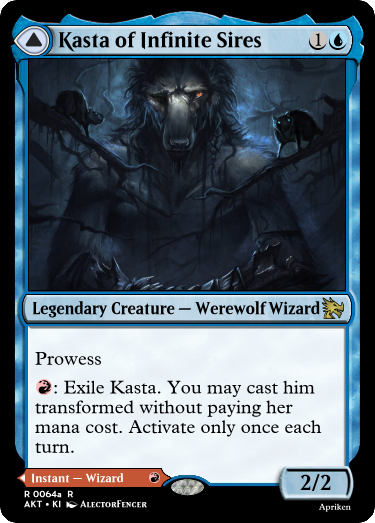 Kasta of Infinite Sires 1
Legendary Creature — Werewolf Wizard
Prowess
: Exile Kasta. You may cast him
transformed without paying her
mana cost. Activate only once each
turn.
Instant — Wizard
2/2
R 0064a R
AKT • KI AlectorFencer
Apriken